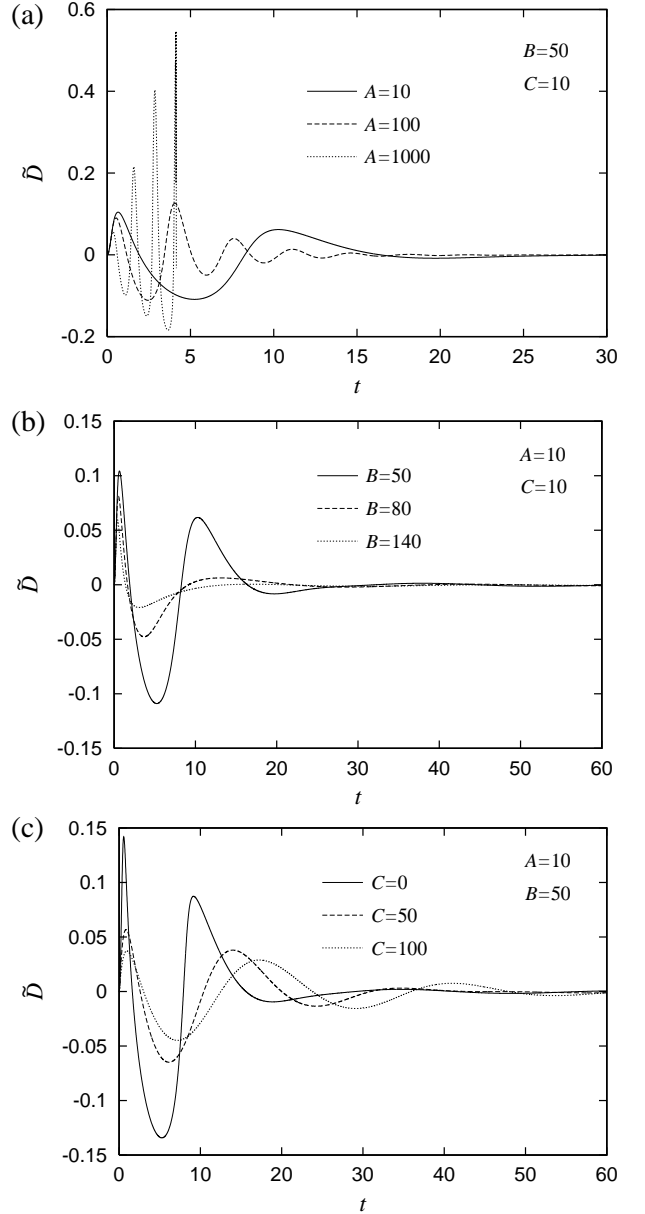 (a)
0.6
0.4
0.2
0
-0.2
D̃
B=50
C=10
A=10
A=100
A=1000
0 5 10 15 20 25 30
t
(b)
0.15
0.1
0.05
0
-0.05
-0.1
-0.15
D̃
A=10
C=10
B=50
B=80
B=140
0 10 20 30 40 50 60
t
(c)
0.15
0.1
0.05
0
-0.05
-0.1
-0.15
D̃
A=10
B=50
C=0
C=50
C=100
0 10 20 30 40 50 60
t